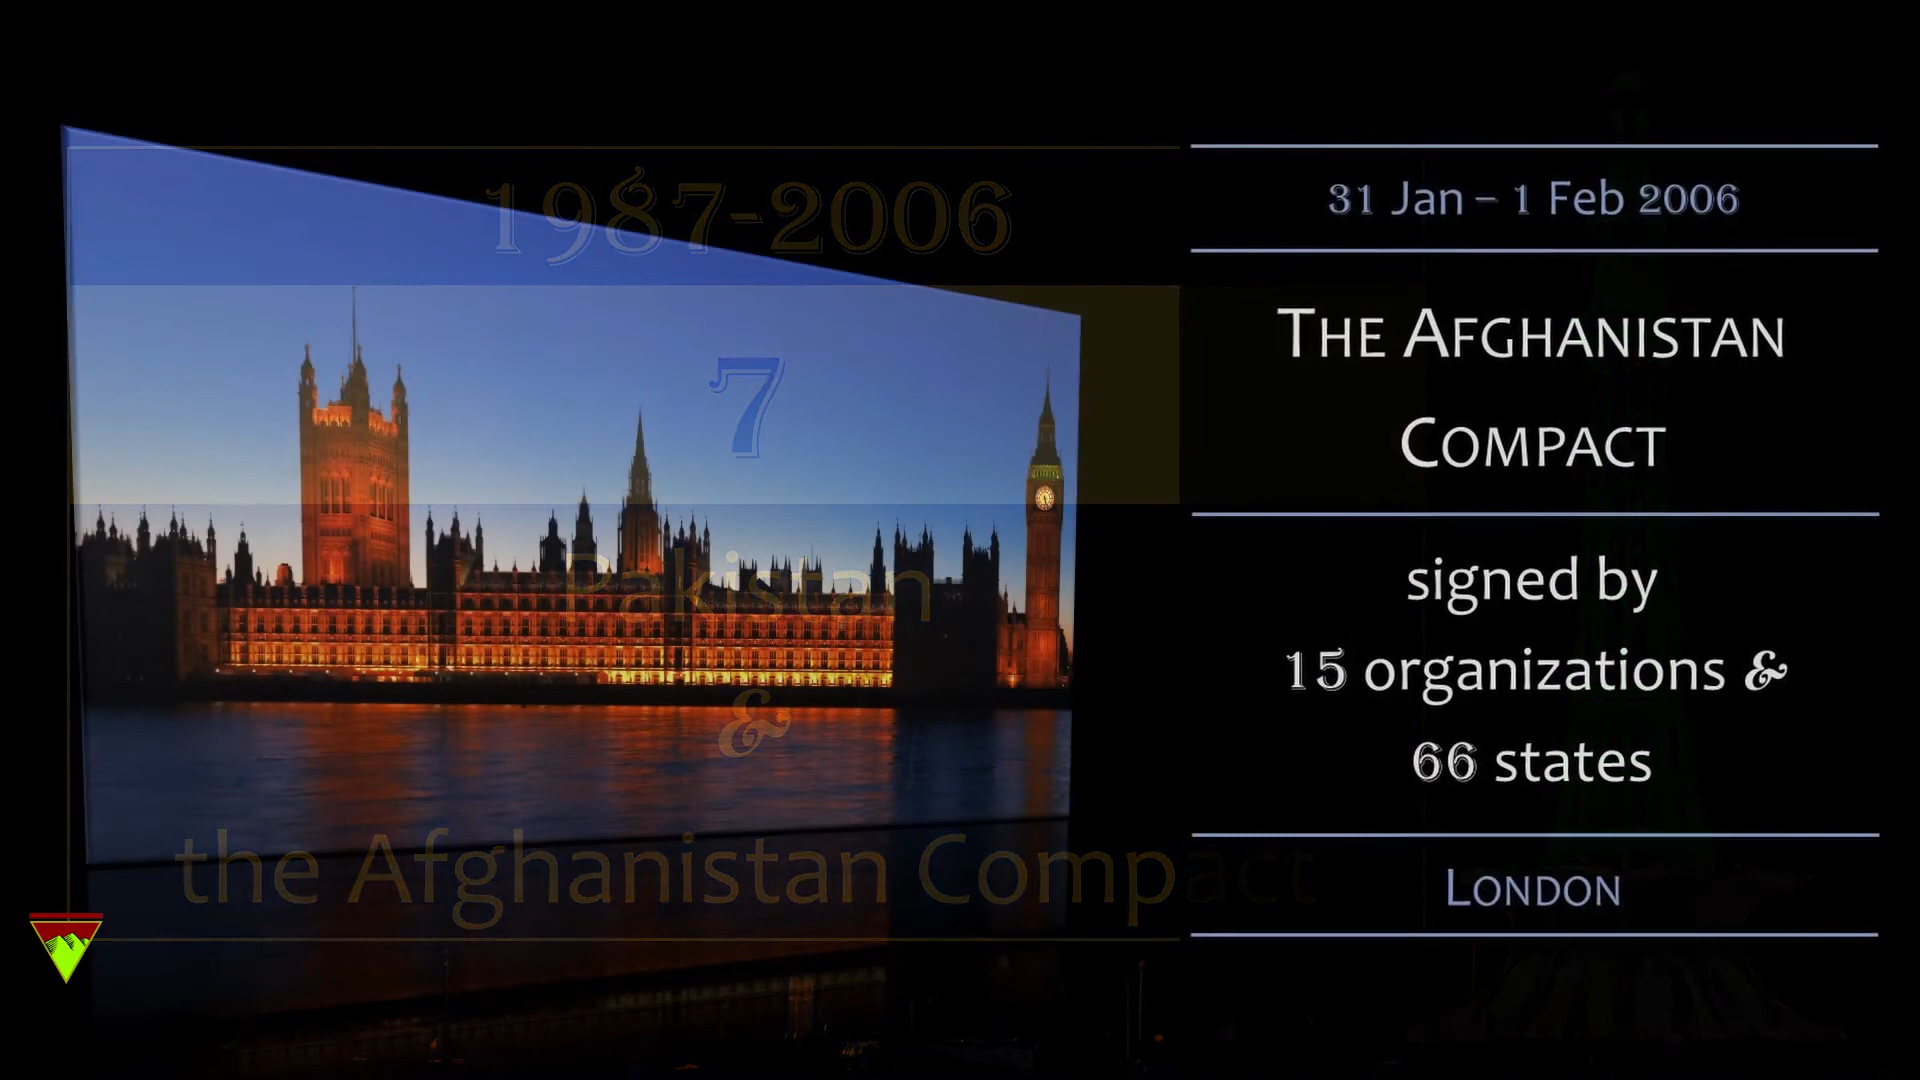 1987-2006
7
Pakistan
&
the Afghanistan Compact
31 Jan – 1 Feb 2006
THE AFGHANISTAN
COMPACT
signed by
15 organizations &
66 states
LONDON